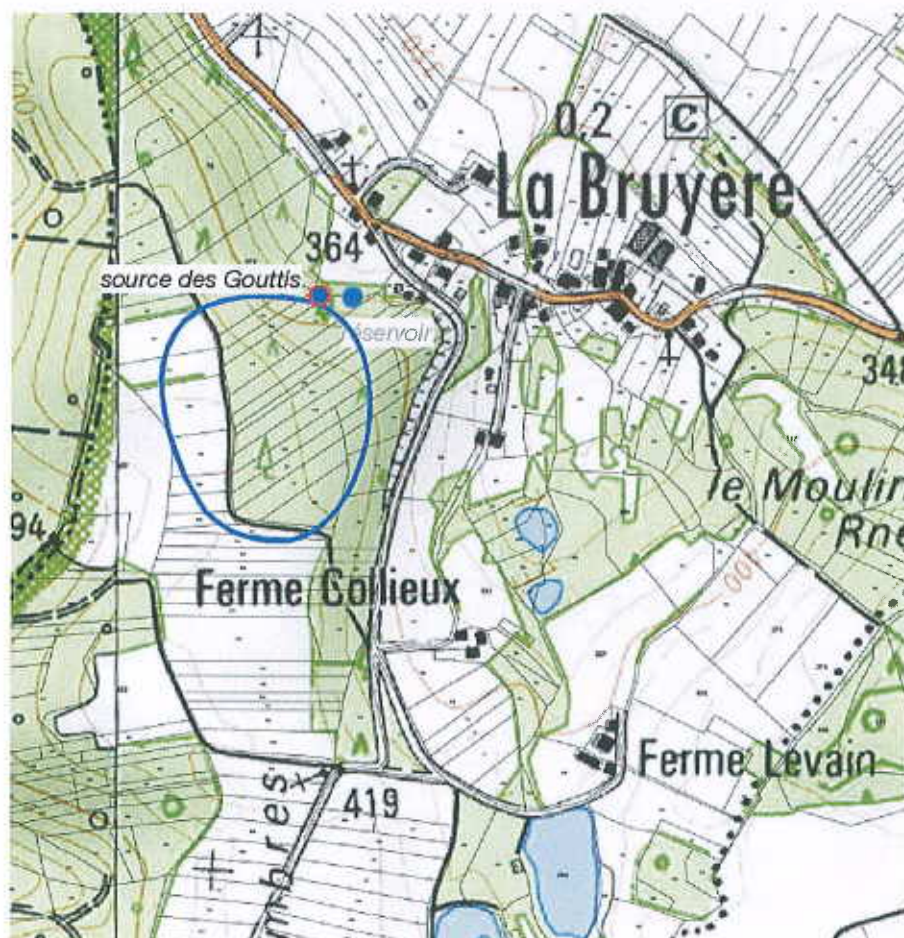 0,2
C
La Bruyère
364
source des Gouttis
réservoir
348
le Moulin
Rne
94
Ferme Collieux
Ferme Levain
419
mbres